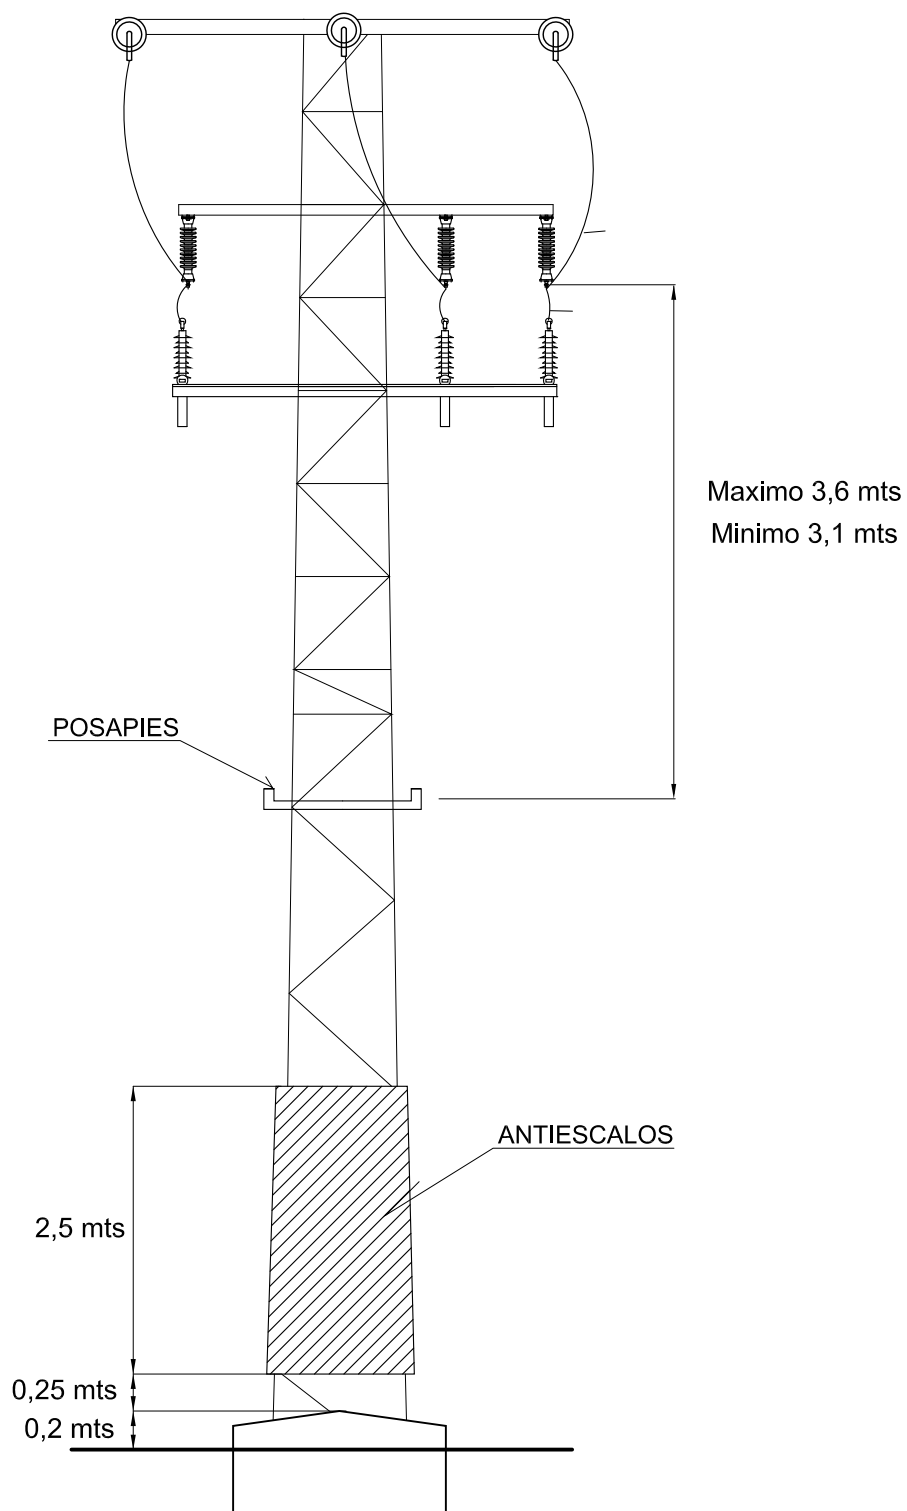 Maximo 3,6 mts
Minimo 3,1 mts
POSAPIES
ANTIESCALOS
2,5 mts
0,25 mts
0,2 mts